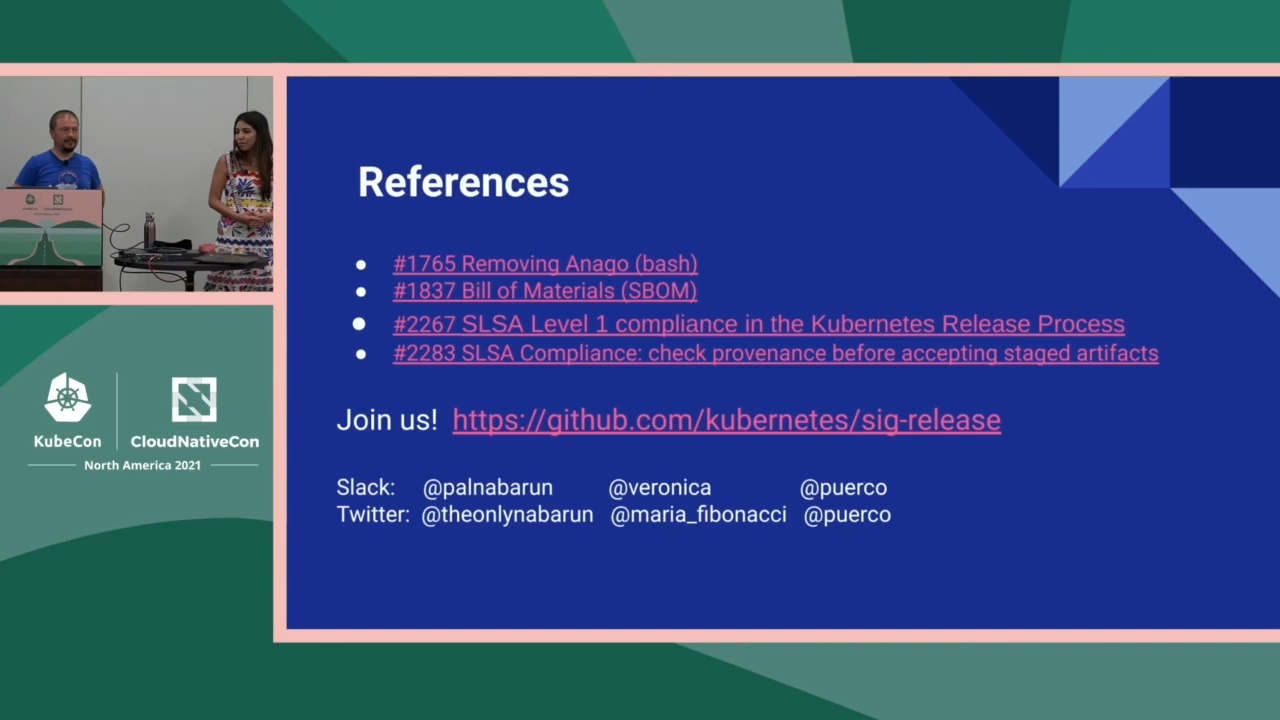 References
#1765 Removing Anago (bash)
#1837 Bill of Materials (SBOM)
#2267 SLSA Level 1 compliance in the Kubernetes Release Process
#2283 SLSA Compliance: check provenance before accepting staged artifacts
Join us! https://github.com/kubernetes/sig-release
Slack: @palnabarun @veronica @puerco
Twitter: @theonlynabarun @maria_fibonacci @puerco
KubeCon
CloudNativeCon
North America 2021